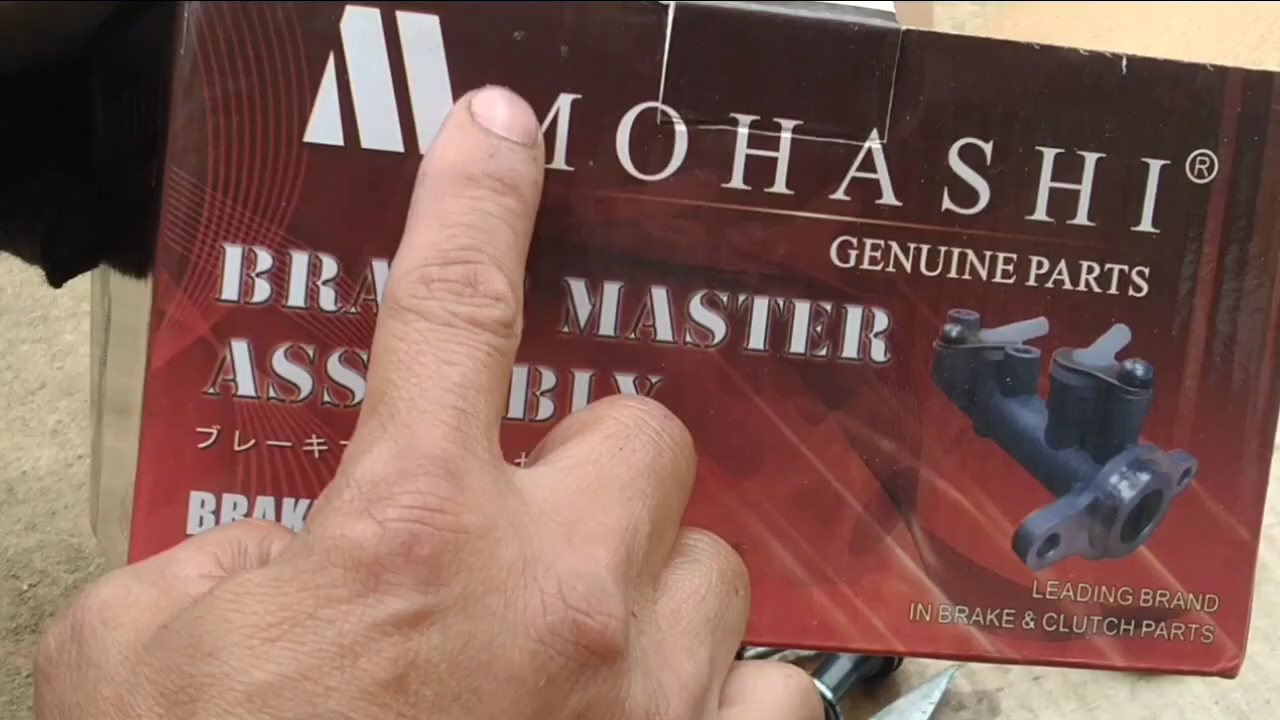 MOHASHI®
GENUINE PARTS
MASTER
ブレーキ
LEADING BRAND
IN BRAKE & CLUTCH PARTS